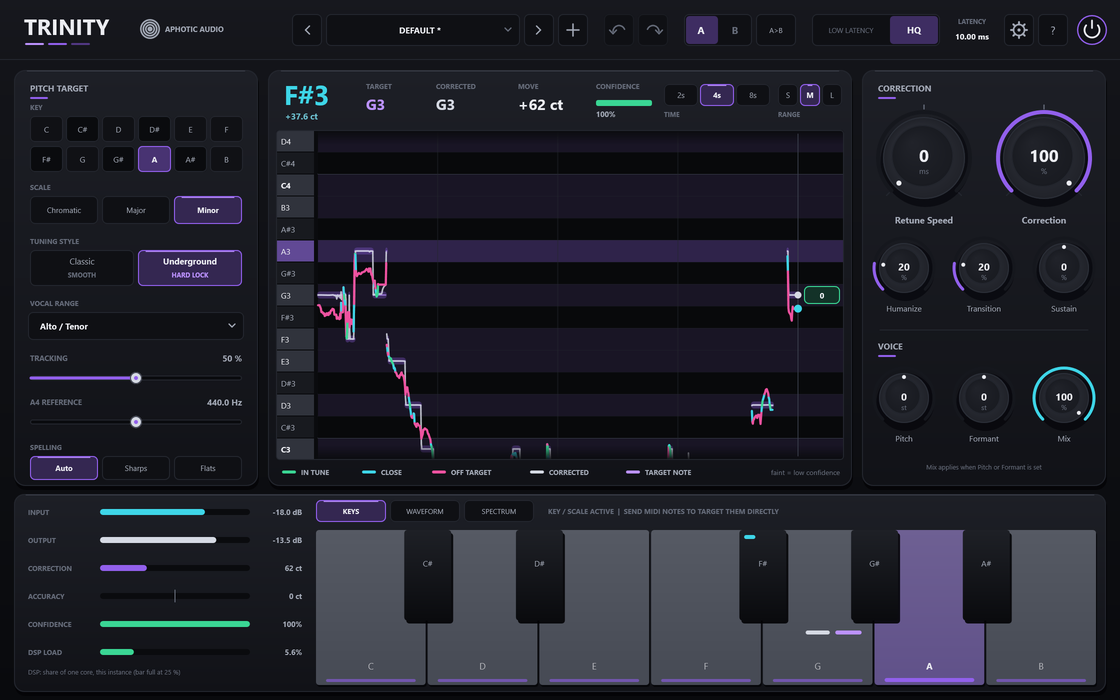 TRINITY
APHOTIC AUDIO
DEFAULT *
A
B
A>B
LOW LATENCY
HQ
LATENCY
10.00 ms
?
PITCH TARGET
KEY
C C# D D# E F
F# G G# A A# B
SCALE
Chromatic Major Minor
TUNING STYLE
Classic
SMOOTH
Underground
HARD LOCK
VOCAL RANGE
Alto / Tenor
TRACKING 50 %
A4 REFERENCE 440.0 Hz
SPELLING
Auto Sharps Flats
F#3
+37.6 ct
TARGET
G3
CORRECTED
G3
MOVE
+62 ct
CONFIDENCE
100%
2s 4s 8s
TIME
S M L
RANGE
D4
C#4
C4
B3
A#3
A3
G#3
G3
0
F#3
F3
E3
D#3
D3
C#3
C3
IN TUNE CLOSE OFF TARGET CORRECTED TARGET NOTE faint = low confidence
CORRECTION
0
ms
Retune Speed
100
%
Correction
20
%
Humanize
20
%
Transition
0
%
Sustain
VOICE
0
st
Pitch
0
st
Formant
100
%
Mix
Mix applies when Pitch or Formant is set
INPUT -18.0 dB
OUTPUT -13.5 dB
CORRECTION 62 ct
ACCURACY 0 ct
CONFIDENCE 100%
DSP LOAD 5.6%
DSP: share of one core, this instance (bar full at 25 %)
KEYS WAVEFORM SPECTRUM KEY / SCALE ACTIVE | SEND MIDI NOTES TO TARGET THEM DIRECTLY
C# D# F# G# A#
C D E F G A B